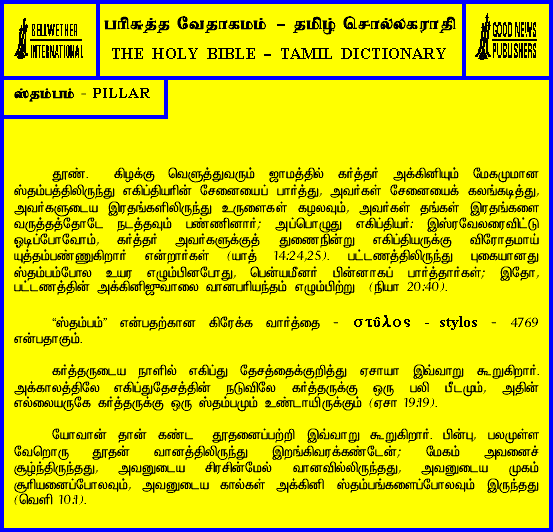 BELLWETHER
INTERNATIONAL
பரிசுத்த வேதாகமம் – தமிழ் சொல்லகராதி
THE HOLY BIBLE – TAMIL DICTIONARY
GOOD NEWS
PUBLISHERS
ஸ்தம்பம் - PILLAR
தூண். கிழக்கு வெளுத்துவரும் ஜாமத்தில் கர்த்தர் அக்கினியும் மேகமுமான
ஸ்தம்பத்திலிருந்து எகிப்தியரின் சேனையைப் பார்த்து, அவர்கள் சேனையைக் கலங்கடித்து,
அவர்களுடைய இரதங்களிலிருந்து உருளைகள் கழலவும், அவர்கள் தங்கள் இரதங்களை
வருத்தத்தோடே நடத்தவும் பண்ணினார்; அப்பொழுது எகிப்தியர்: இஸ்ரவேலரைவிட்டு
ஓடிப்போவோம், கர்த்தர் அவர்களுக்குத் துணைநின்று எகிப்தியருக்கு விரோதமாய்
யுத்தம்பண்ணுகிறார் என்றார்கள் (யாத் 14:24,25). பட்டணத்திலிருந்து புகையானது
ஸ்தம்பம்போல உயர எழும்பினபோது, பென்யமீனர் பின்னாகப் பார்த்தார்கள்; இதோ,
பட்டணத்தின் அக்கினிஜுவாலை வானபரியந்தம் எழும்பிற்று (நியா 20:40).
“ஸ்தம்பம்” என்பதற்கான கிரேக்க வார்த்தை - στῦλος - stylos - 4769
என்பதாகும்.
கர்த்தருடைய நாளில் எகிப்து தேசத்தைக்குறித்து ஏசாயா இவ்வாறு கூறுகிறார்.
அக்காலத்திலே எகிப்துதேசத்தின் நடுவிலே கர்த்தருக்கு ஒரு பலி பீடமும், அதின்
எல்லையருகே கர்த்தருக்கு ஒரு ஸ்தம்பமும் உண்டாயிருக்கும் (ஏசா 19:19).
யோவான் தான் கண்ட தூதனைப்பற்றி இவ்வாறு கூறுகிறார். பின்பு, பலமுள்ள
வேறொரு தூதன் வானத்திலிருந்து இறங்கிவரக்கண்டேன்; மேகம் அவனைச்
சூழ்ந்திருந்தது, அவனுடைய சிரசின்மேல் வானவில்லிருந்தது, அவனுடைய முகம்
சூரியனைப்போலவும், அவனுடைய கால்கள் அக்கினி ஸ்தம்பங்களைப்போலவும் இருந்தது
(வெளி 10:1).